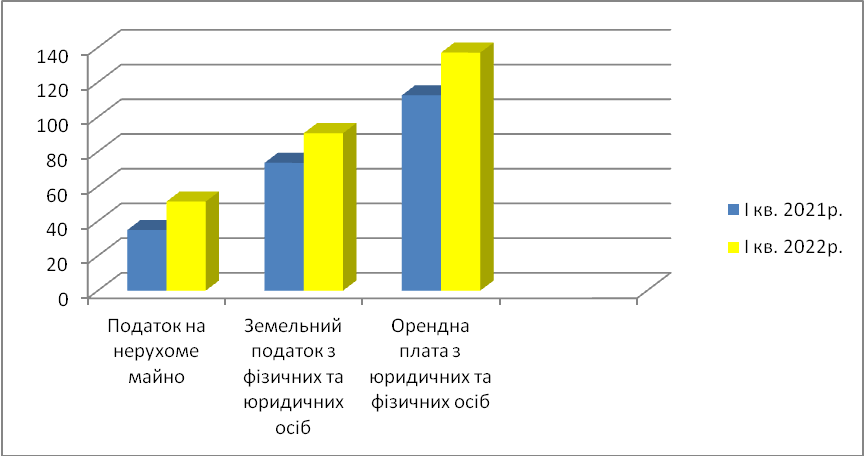 140
120
100
80
60
40
20
0
Податок на
нерухоме
майно
Земельний
податок з
фізичних та
юридичних
осіб
Орендна
плата з
юридичних та
фізичних осіб
І кв. 2021р.
І кв. 2022р.